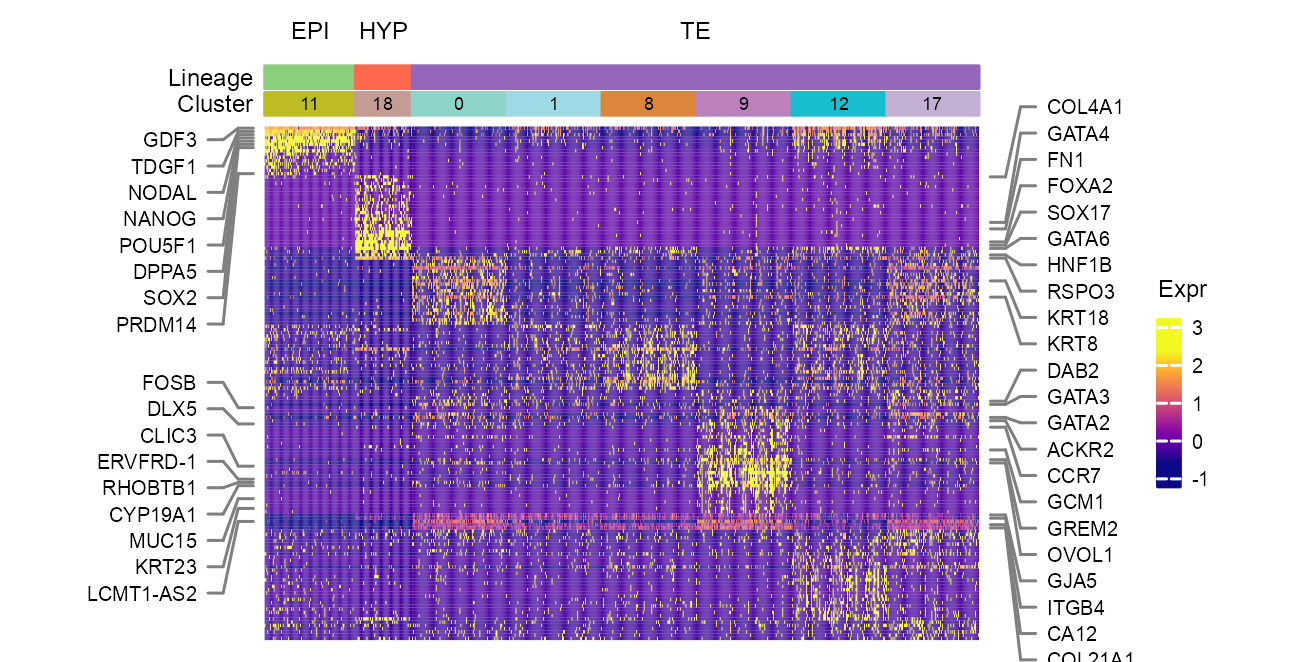 EPI HYP TE
Lineage
Cluster 11 18 0 1 8 9 12 17
GDF3
TDGF1
NODAL
NANOG
POU5F1
DPPA5
SOX2
PRDM14
FOSB
DLX5
CLIC3
ERVFRD-1
RHOBTB1
CYP19A1
MUC15
KRT23
LCMT1-AS2
COL4A1
GATA4
FN1
FOXA2
SOX17
GATA6
HNF1B
RSPO3
KRT18
KRT8
DAB2
GATA3
GATA2
ACKR2
CCR7
GCM1
GREM2
OVOL1
GJA5
ITGB4
CA12
COL21A1
Expr
3
2
1
0
-1